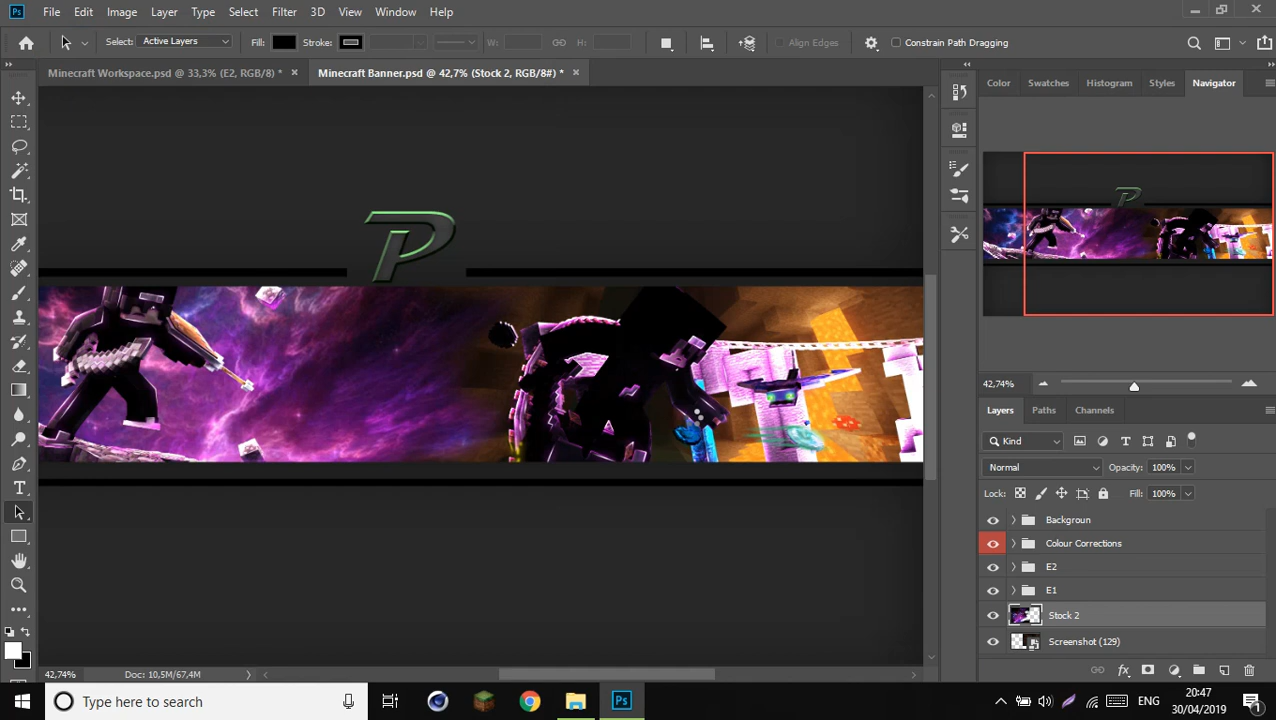 Ps File Edit Image Layer Type Select Filter 3D View Window Help
Select: Active Layers Fill: Stroke: W: H: Align Edges Constrain Path Dragging
Minecraft Workspace.psd @ 33,3% (E2, RGB/8) * Minecraft Banner.psd @ 42,7% (Stock 2, RGB/8#) *
Color Swatches Histogram Styles Navigator
P
42,74%
Layers Paths Channels
Kind
Normal Opacity: 100%
Lock: Fill: 100%
Backgroun
Colour Corrections
E2
E1
Stock 2
Screenshot (129)
42,74% Doc: 10,5M/67,4M
Type here to search Ps ENG 20:47
30/04/2019 1